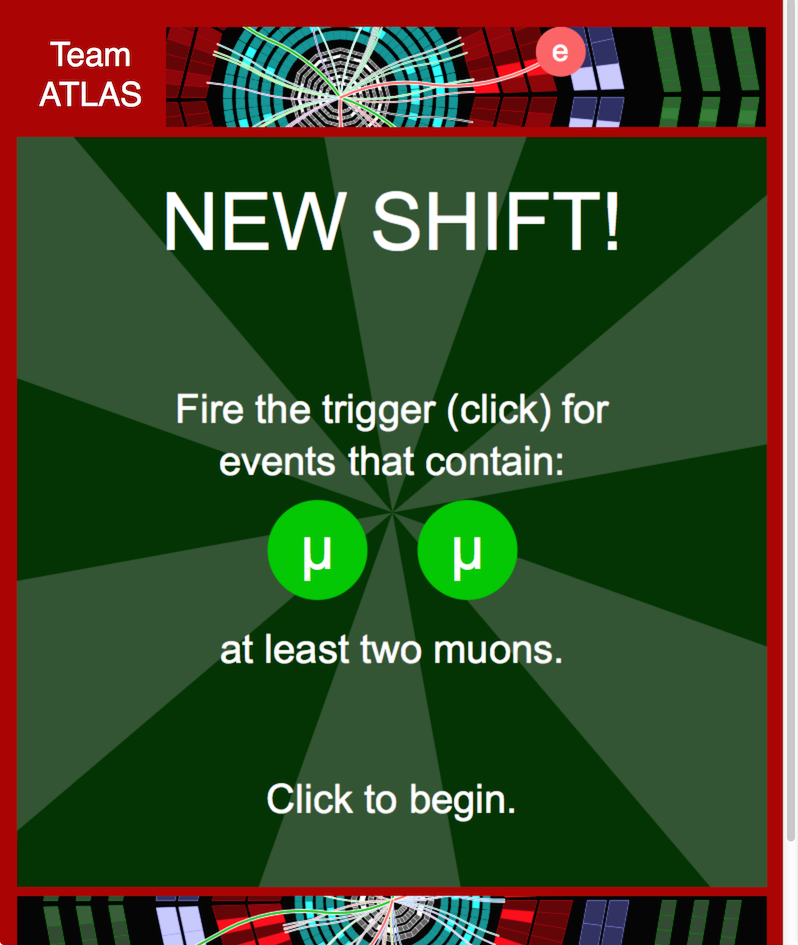 Team
ATLAS
e
NEW SHIFT!
Fire the trigger (click) for
events that contain:
µ µ
at least two muons.
Click to begin.